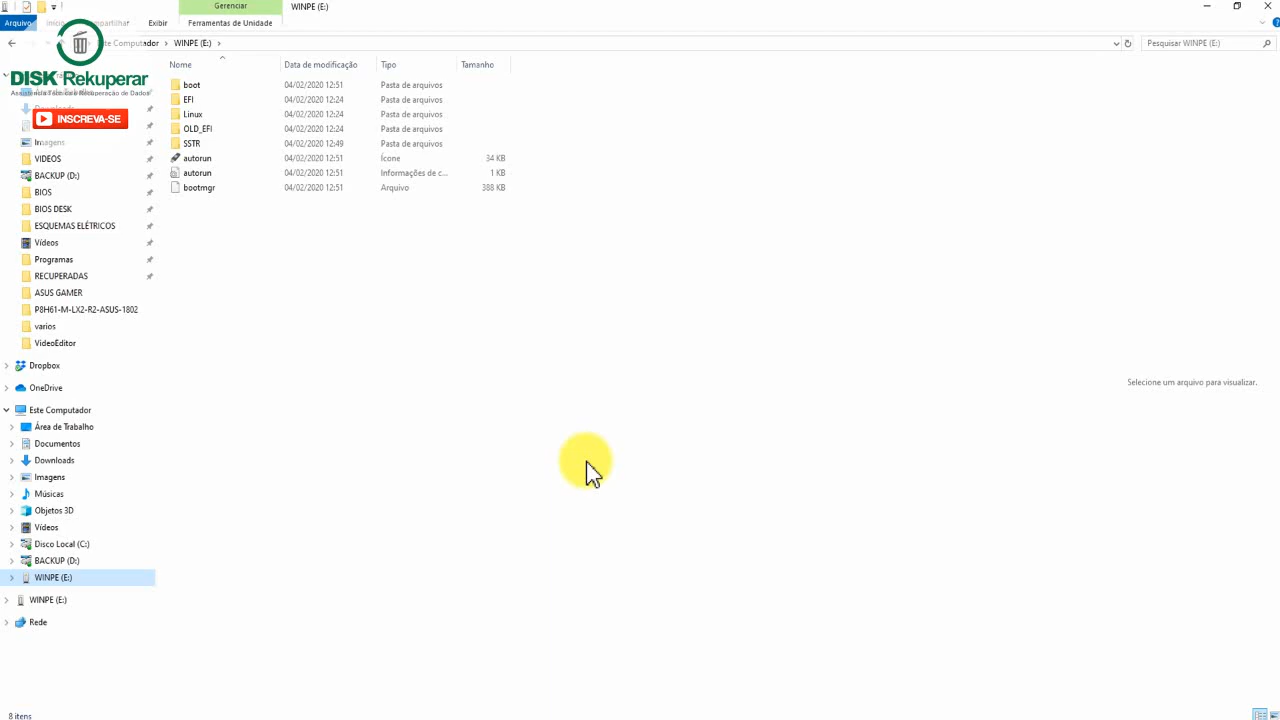 Gerenciar
WINPE (E:)
Arquivo
Exibir
Ferramentas de Unidade
Este Computador
WINPE (E:)
Pesquisar WINPE (E:)
DISK Rekuperar
Assistência Técnica e Recuperação de Dados
INSCREVA-SE
Nome
Data de modificação
Tipo
Tamanho
boot 04/02/2020 12:51 Pasta de arquivos
EFI 04/02/2020 12:24 Pasta de arquivos
Linux 04/02/2020 12:24 Pasta de arquivos
OLD_EFI 04/02/2020 12:24 Pasta de arquivos
SSTR 04/02/2020 12:49 Pasta de arquivos
autorun 04/02/2020 12:51 Ícone 34 KB
autorun 04/02/2020 12:51 Informações de c... 1 KB
bootmgr 04/02/2020 12:51 Arquivo 388 KB
Imagens
VIDEOS
BACKUP (D:)
BIOS
BIOS DESK
ESQUEMAS ELÉTRICOS
Vídeos
Programas
RECUPERADAS
ASUS GAMER
P8H61-M-LX2-R2-ASUS-1802
varios
VideoEditor
Dropbox
OneDrive
Este Computador
Área de Trabalho
Documentos
Downloads
Imagens
Músicas
Objetos 3D
Vídeos
Disco Local (C:)
BACKUP (D:)
WINPE (E:)
WINPE (E:)
Rede
Selecione um arquivo para visualizar.
8 itens